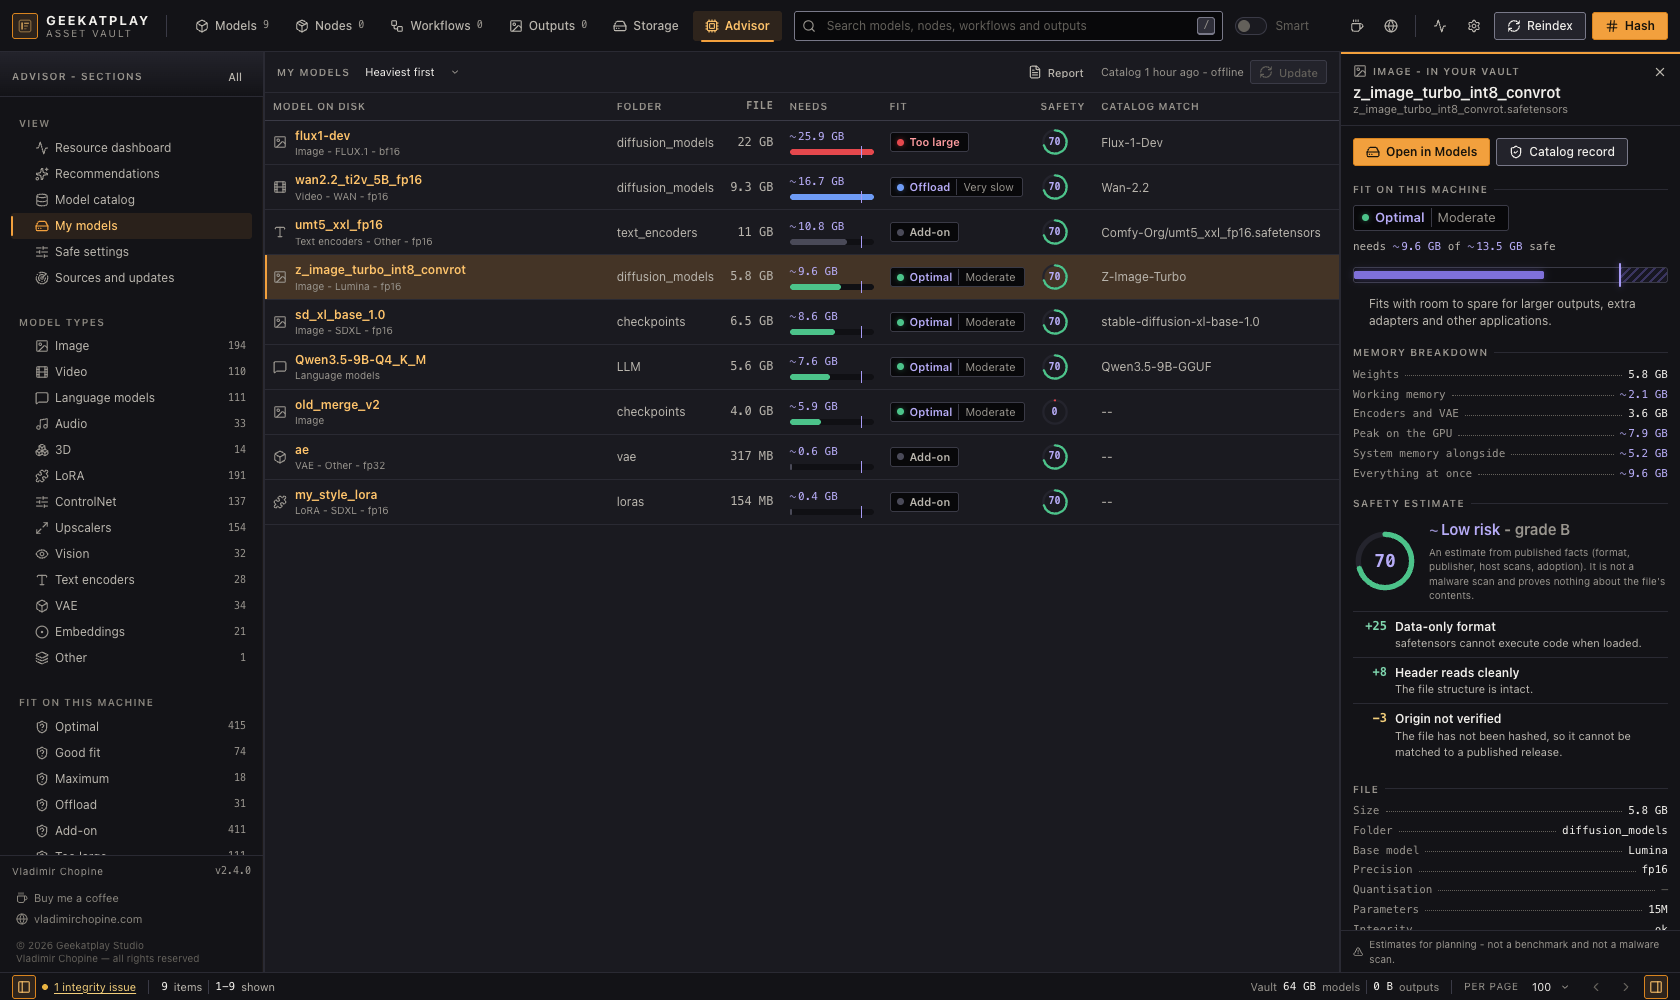 GEEKATPLAY
ASSET VAULT
Models 9
Nodes 0
Workflows 0
Outputs 0
Storage
Advisor
Search models, nodes, workflows and outputs
/
Smart
Reindex
Hash
ADVISOR - SECTIONS
All
VIEW
Resource dashboard
Recommendations
Model catalog
My models
Safe settings
Sources and updates
MODEL TYPES
Image 194
Video 110
Language models 111
Audio 33
3D 14
LoRA 191
ControlNet 137
Upscalers 154
Vision 32
Text encoders 28
VAE 34
Embeddings 21
Other 1
FIT ON THIS MACHINE
Optimal 415
Good fit 74
Maximum 18
Offload 31
Add-on 411
Too large 111
Vladimir Chopine v2.4.0
Buy me a coffee
vladimirchopine.com
© 2026 Geekatplay Studio
Vladimir Chopine — all rights reserved
MY MODELS
Heaviest first
Report
Catalog 1 hour ago - offline
Update
MODEL ON DISK FOLDER FILE NEEDS FIT SAFETY CATALOG MATCH
flux1-dev
Image - FLUX.1 - bf16
diffusion_models 22 GB ~25.9 GB Too large 70 Flux-1-Dev
wan2.2_ti2v_5B_fp16
Video - WAN - fp16
diffusion_models 9.3 GB ~16.7 GB Offload Very slow 70 Wan-2.2
umt5_xxl_fp16
Text encoders - Other - fp16
text_encoders 11 GB ~10.8 GB Add-on 70 Comfy-Org/umt5_xxl_fp16.safetensors
z_image_turbo_int8_convrot
Image - Lumina - fp16
diffusion_models 5.8 GB ~9.6 GB Optimal Moderate 70 Z-Image-Turbo
sd_xl_base_1.0
Image - SDXL - fp16
checkpoints 6.5 GB ~8.6 GB Optimal Moderate 70 stable-diffusion-xl-base-1.0
Qwen3.5-9B-Q4_K_M
Language models
LLM 5.6 GB ~7.6 GB Optimal Moderate 70 Qwen3.5-9B-GGUF
old_merge_v2
Image
checkpoints 4.0 GB ~5.9 GB Optimal Moderate 0 --
ae
VAE - Other - fp32
vae 317 MB ~0.6 GB Add-on 70 --
my_style_lora
LoRA - SDXL - fp16
loras 154 MB ~0.4 GB Add-on 70 --
IMAGE - IN YOUR VAULT
z_image_turbo_int8_convrot
z_image_turbo_int8_convrot.safetensors
Open in Models
Catalog record
FIT ON THIS MACHINE
Optimal Moderate
needs ~9.6 GB of ~13.5 GB safe
Fits with room to spare for larger outputs, extra
adapters and other applications.
MEMORY BREAKDOWN
Weights 5.8 GB
Working memory ~2.1 GB
Encoders and VAE 3.6 GB
Peak on the GPU ~7.9 GB
System memory alongside ~5.2 GB
Everything at once ~9.6 GB
SAFETY ESTIMATE
70
~Low risk - grade B
An estimate from published facts (format,
publisher, host scans, adoption). It is not a
malware scan and proves nothing about the file's
contents.
+25 Data-only format
safetensors cannot execute code when loaded.
+8 Header reads cleanly
The file structure is intact.
−3 Origin not verified
The file has not been hashed, so it cannot be
matched to a published release.
FILE
Size 5.8 GB
Folder diffusion_models
Base model Lumina
Precision fp16
Quantisation —
Parameters 15M
Integrity ok
Estimates for planning - not a benchmark and not a malware
scan.
1 integrity issue
9 items
1–9 shown
Vault 64 GB models
0 B outputs
PER PAGE 100